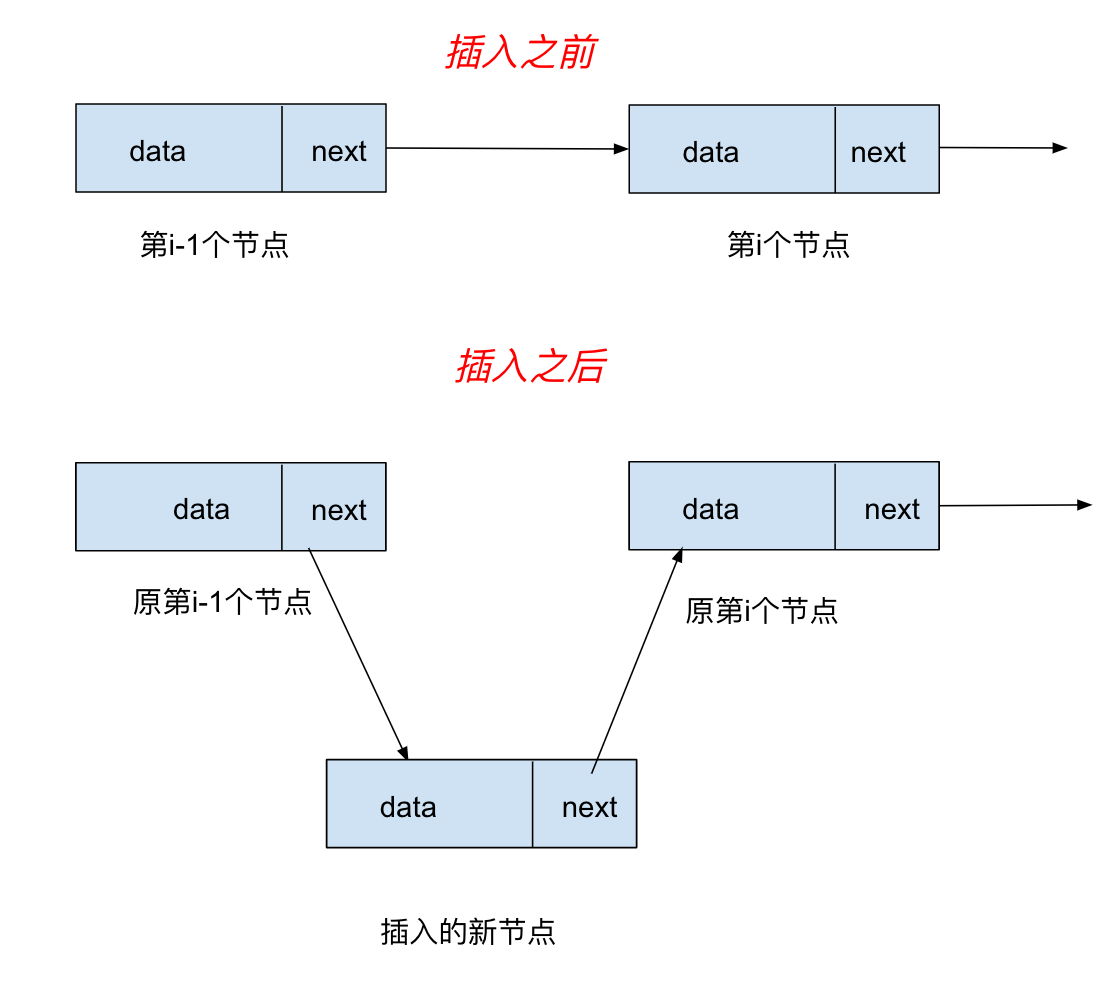 插入之前
data next data next
第i-1个节点 第i个节点
插入之后
data next data next
原第i-1个节点 原第i个节点
data next
插入的新节点